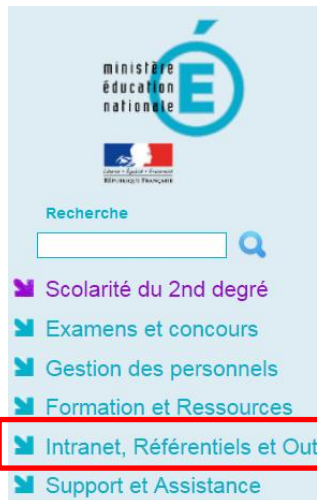 ministère
éducation
nationale
É
Liberté • Égalité • Fraternité
RÉPUBLIQUE FRANÇAISE
Recherche
Scolarité du 2nd degré
Examens et concours
Gestion des personnels
Formation et Ressources
Intranet, Référentiels et Out
Support et Assistance